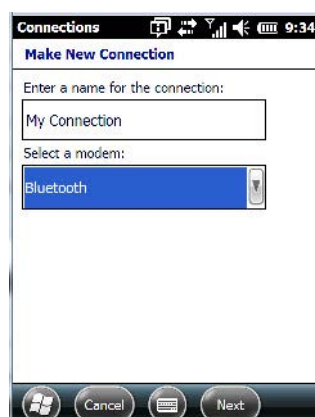 Connections 9:34
Make New Connection
Enter a name for the connection:
My Connection
Select a modem:
Bluetooth
Cancel Next